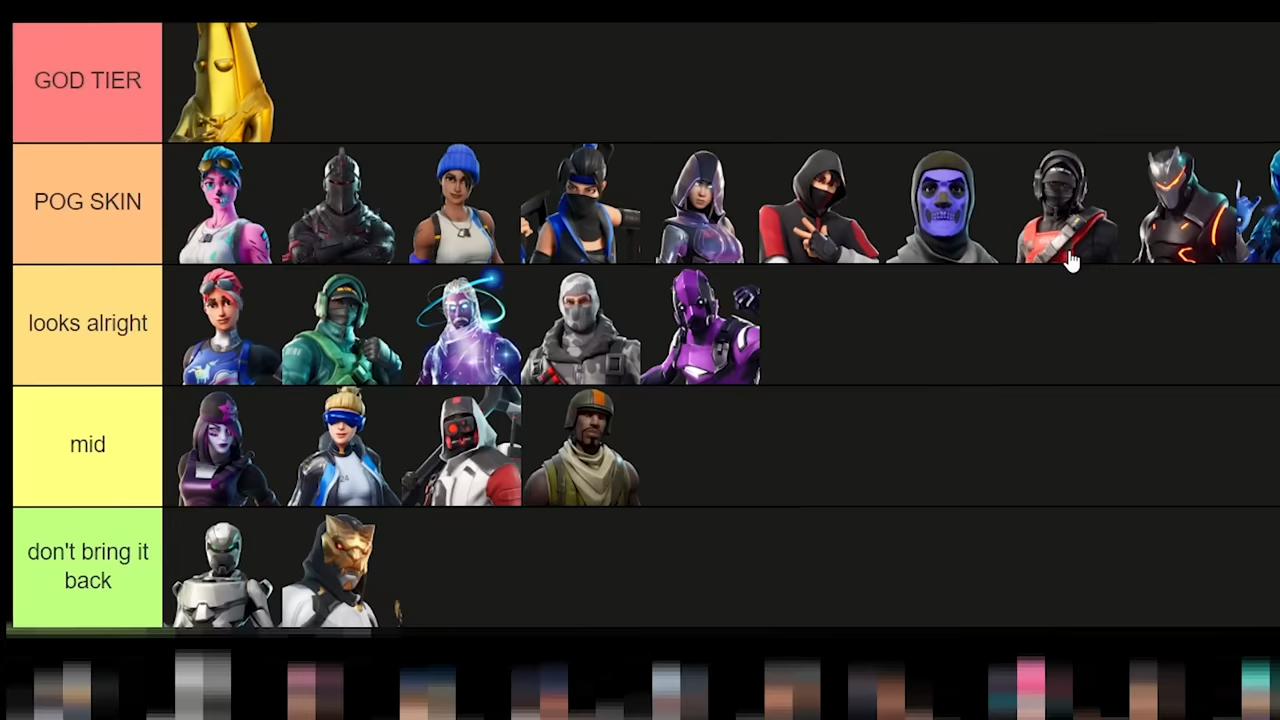 GOD TIER
POG SKIN
looks alright
mid
don't bring it
back